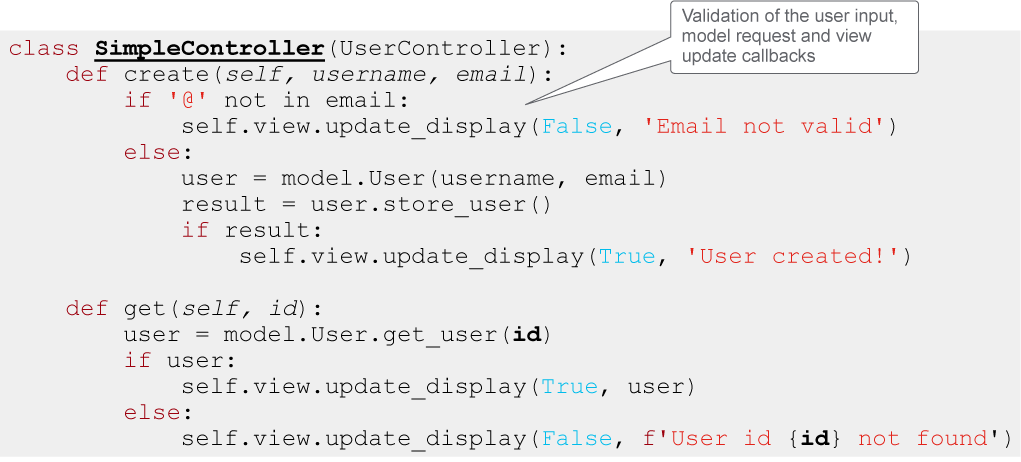 Validation of the user input,
model request and view
update callbacks
class SimpleController(UserController):
    def create(self, username, email):
        if '@' not in email:
            self.view.update_display(False, 'Email not valid')
        else:
            user = model.User(username, email)
            result = user.store_user()
            if result:
                self.view.update_display(True, 'User created!')
    def get(self, id):
        user = model.User.get_user(id)
        if user:
            self.view.update_display(True, user)
        else:
            self.view.update_display(False, f'User id {id} not found')